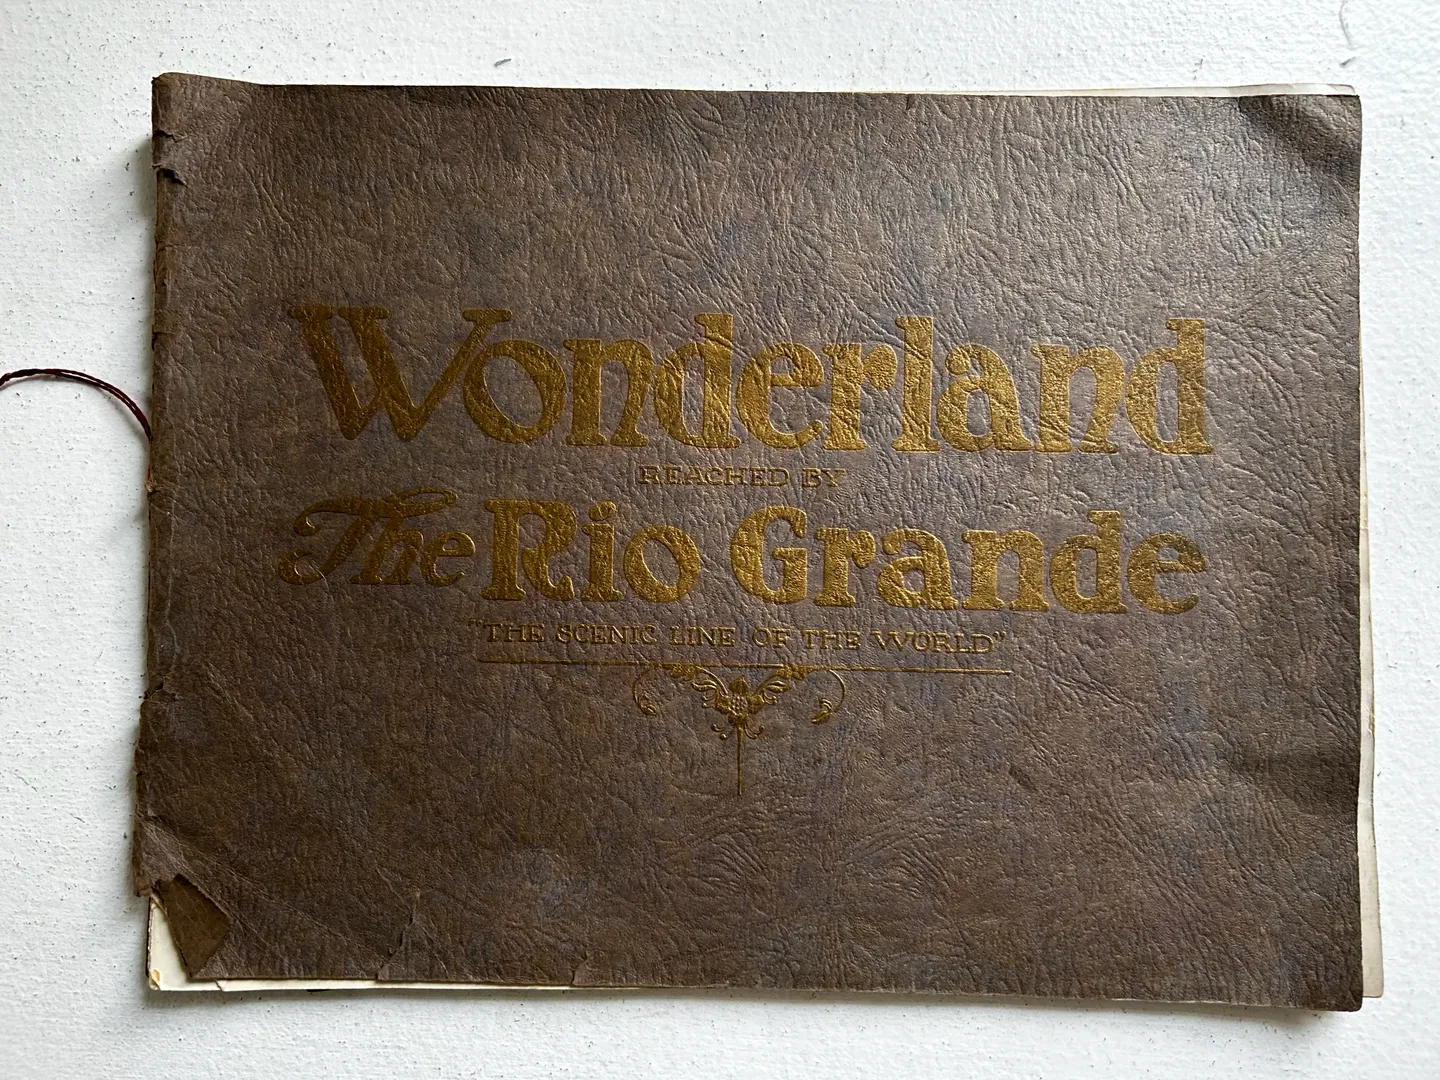 Wonderland
REACHED BY
The Rio Grande
"THE SCENIC LINE OF THE WORLD"